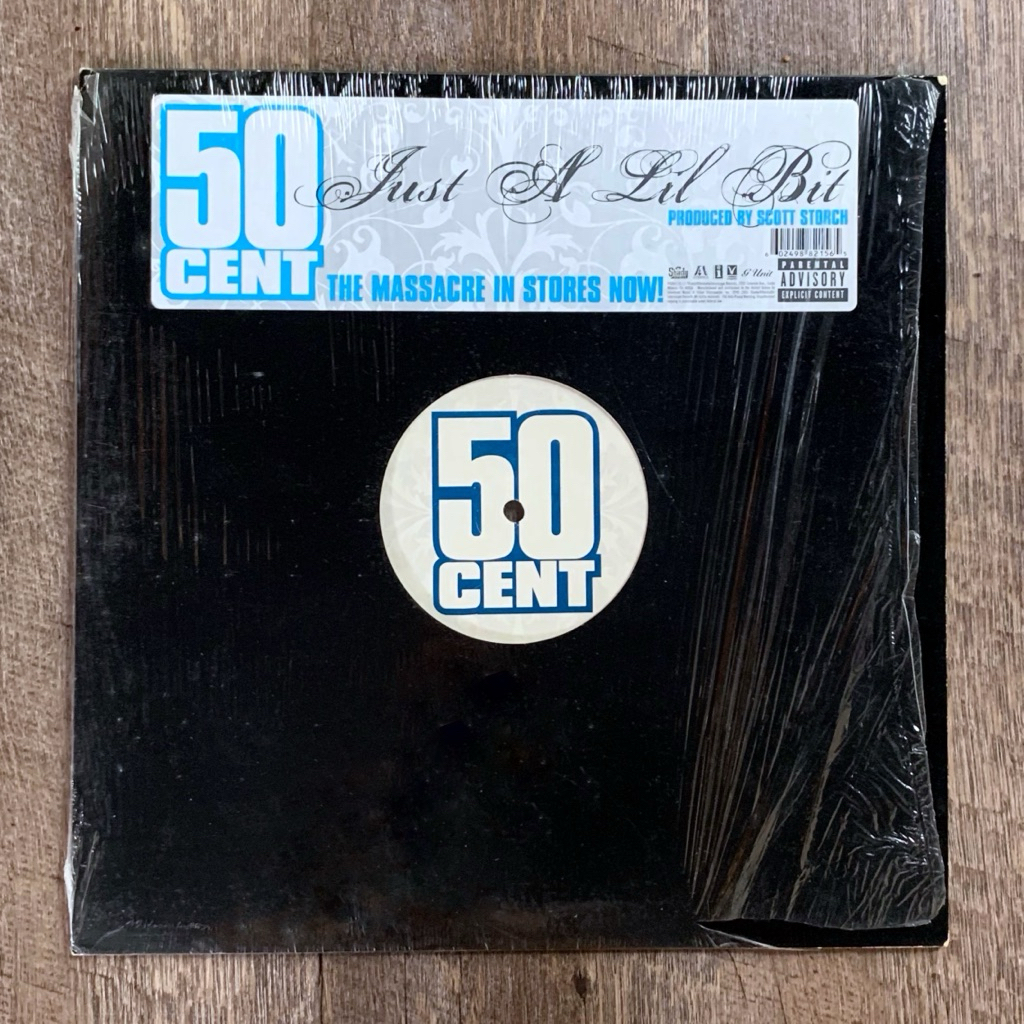 50
CENT
Just A Lil Bit
PRODUCED BY SCOTT STORCH
THE MASSACRE IN STORES NOW!
G Unit
PARENTAL
ADVISORY
EXPLICIT CONTENT
50
CENT